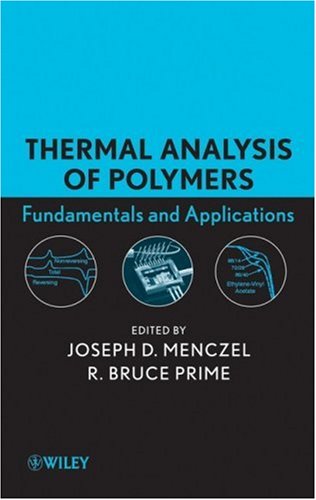 THERMAL ANALYSIS
OF POLYMERS
Fundamentals and Applications
Nonreversing
Total
Reversing
Ethylene-Vinyl
Acetate
EDITED BY
JOSEPH D. MENCZEL
R. BRUCE PRIME
WILEY